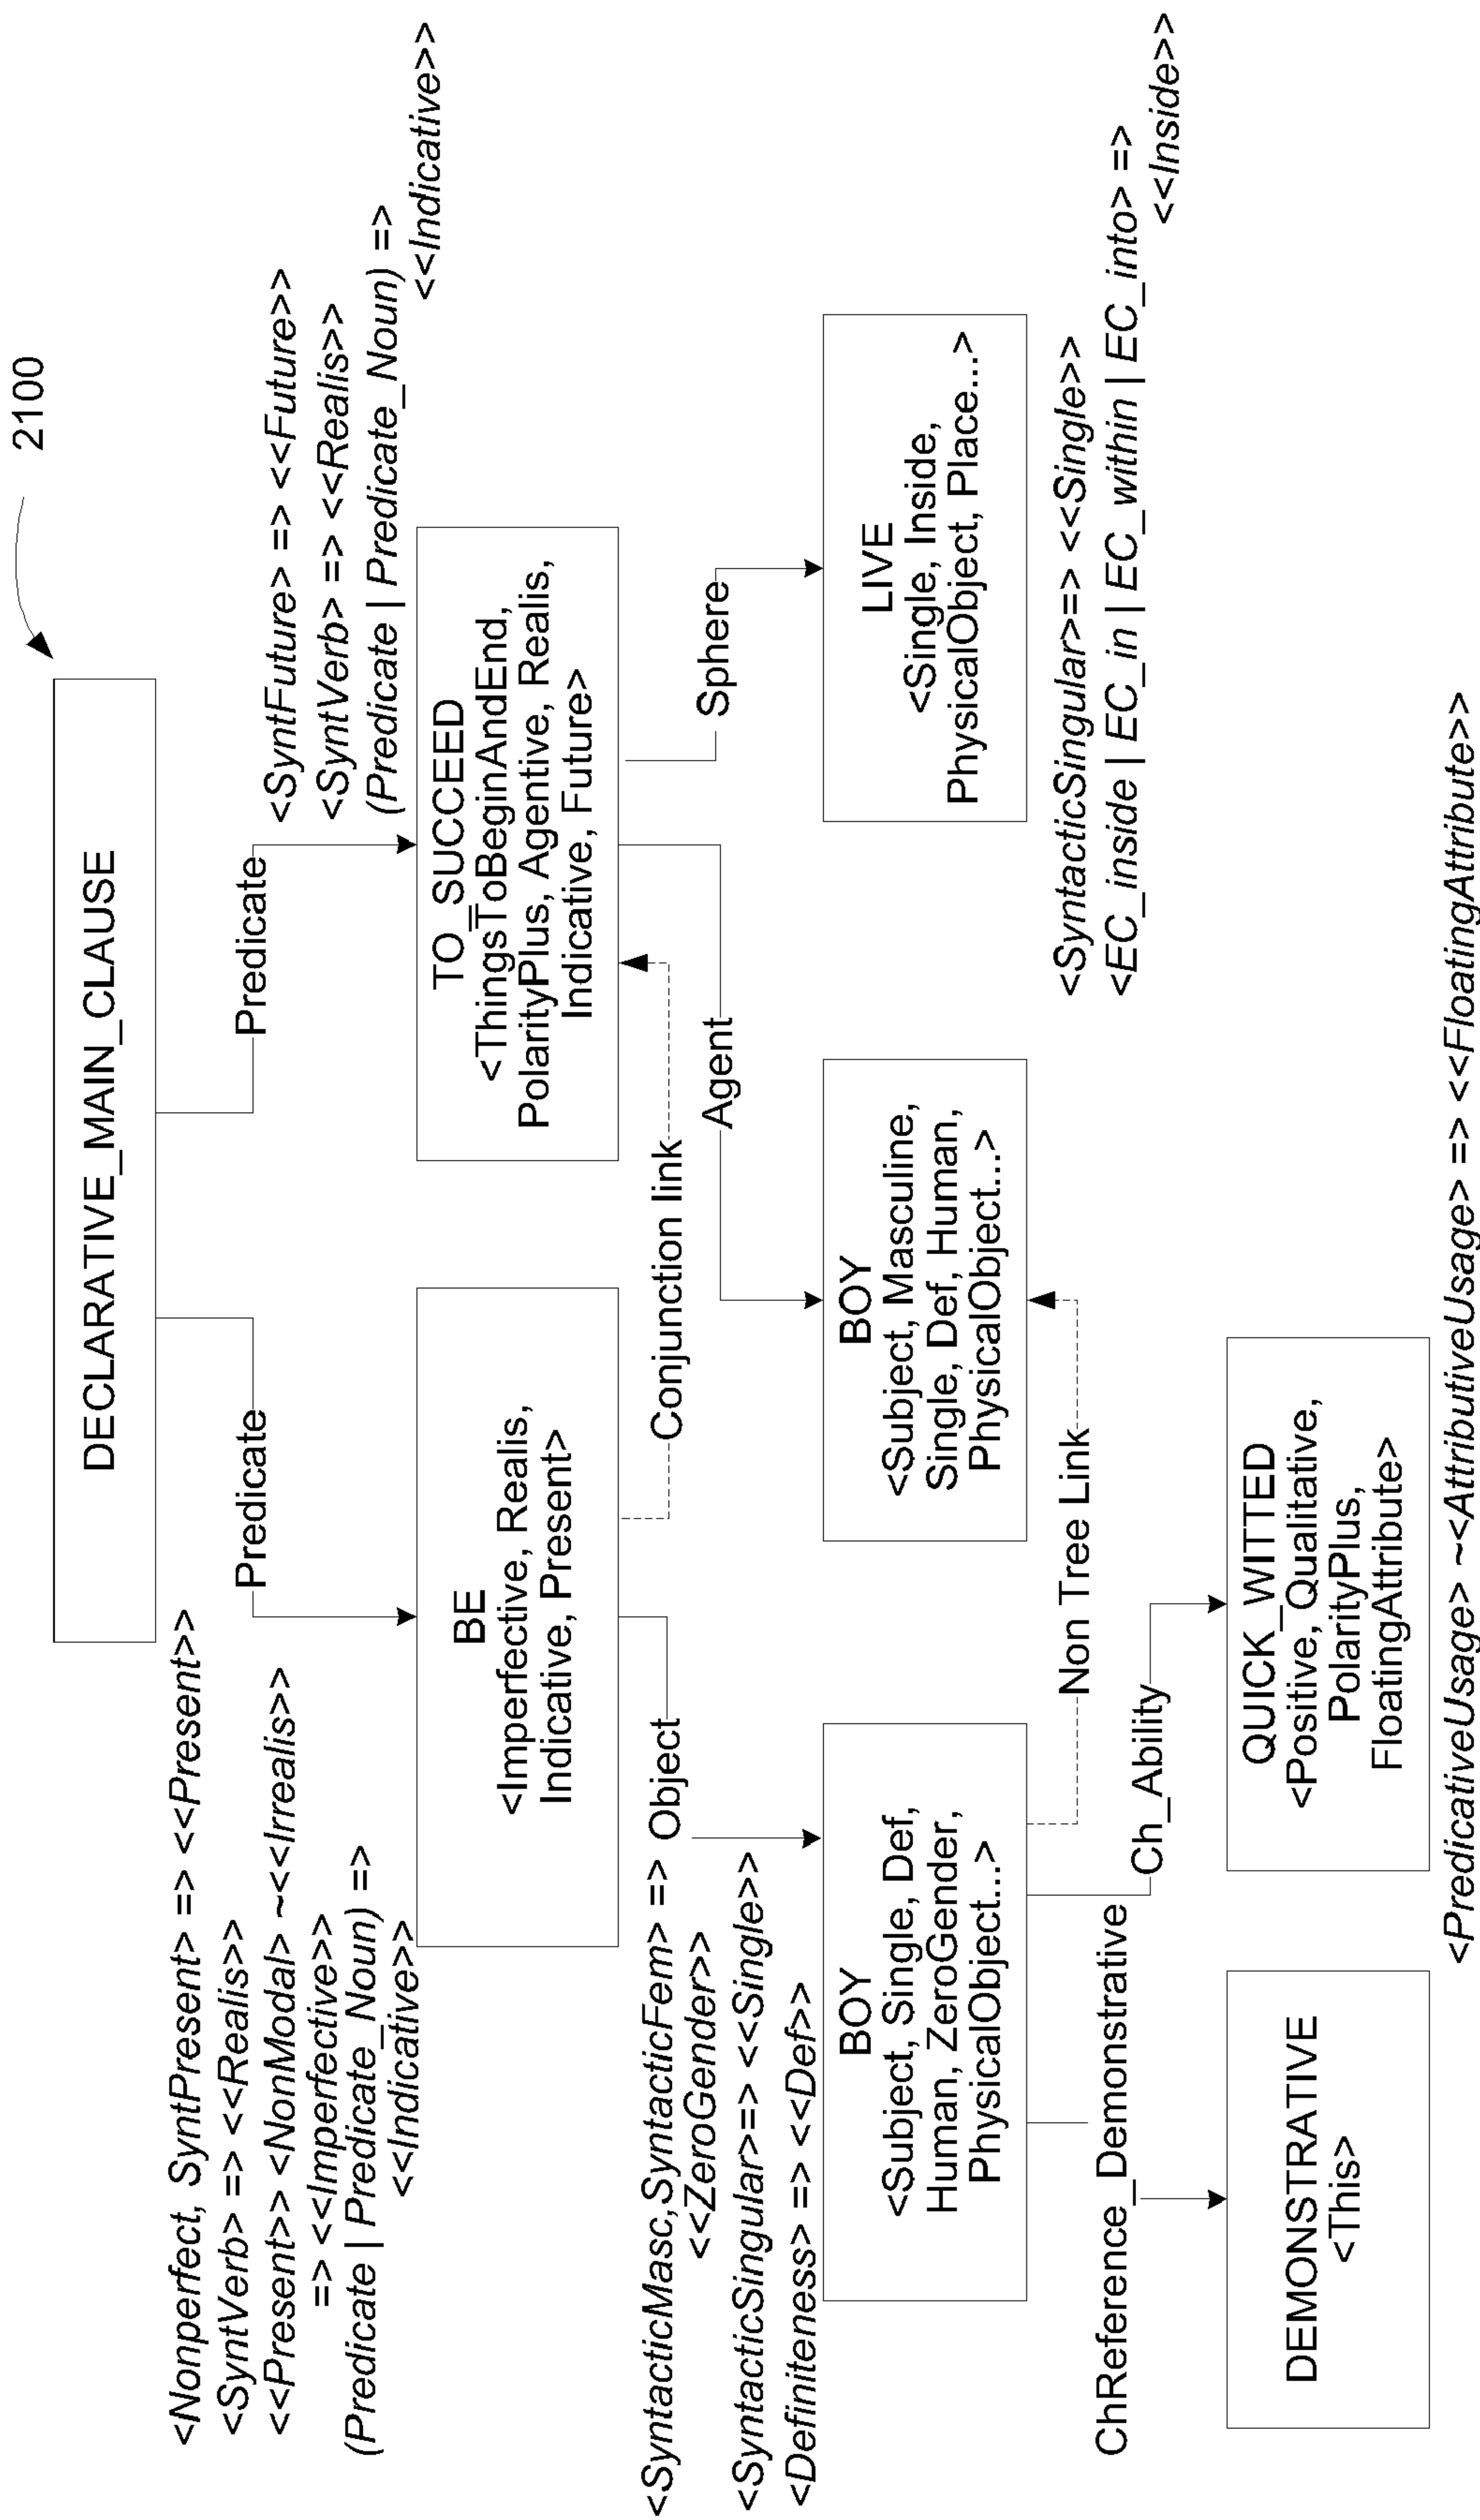 2100
DECLARATIVE_MAIN_CLAUSE
<Nonperfect, SyntPresent> => <<Present>>
<SyntVerb> => <<Realis>>
<<Present>> <NonModal> ~<<Irrealis>>
=> <<Imperfective>>
(Predicate | Predicate_Noun) =>
<<Indicative>>
Predicate
Predicate
<SyntFuture> => <<Future>>
<SyntVerb> => <<Realis>>
(Predicate | Predicate_Noun) =>
<<Indicative>>
BE
<Imperfective, Realis,
Indicative, Present>
TO_SUCCEED
<ThingsToBeginAndEnd,
PolarityPlus, Agentive, Realis,
Indicative, Future>
Conjunction link
<SyntacticMasc,SyntacticFem> =>
<<ZeroGender>>
<SyntacticSingular>=> <<Single>>
<Definiteness> => <<Def>>
Object
Agent
Sphere
BOY
<Subject, Single, Def,
Human, ZeroGender,
PhysicalObject...>
BOY
<Subject, Masculine,
Single, Def, Human,
PhysicalObject...>
LIVE
<Single, Inside,
PhysicalObject, Place...>
<SyntacticSingular>=> <<Single>>
<EC_inside | EC_in | EC_within | EC_into> =>
<<Inside>>
Non Tree Link
ChReference_Demonstrative
Ch_Ability
DEMONSTRATIVE
<This>
QUICK_WITTED
<Positive, Qualitative,
PolarityPlus,
FloatingAttribute>
<PredicativeUsage> ~<AttributiveUsage> => <<FloatingAttribute>>